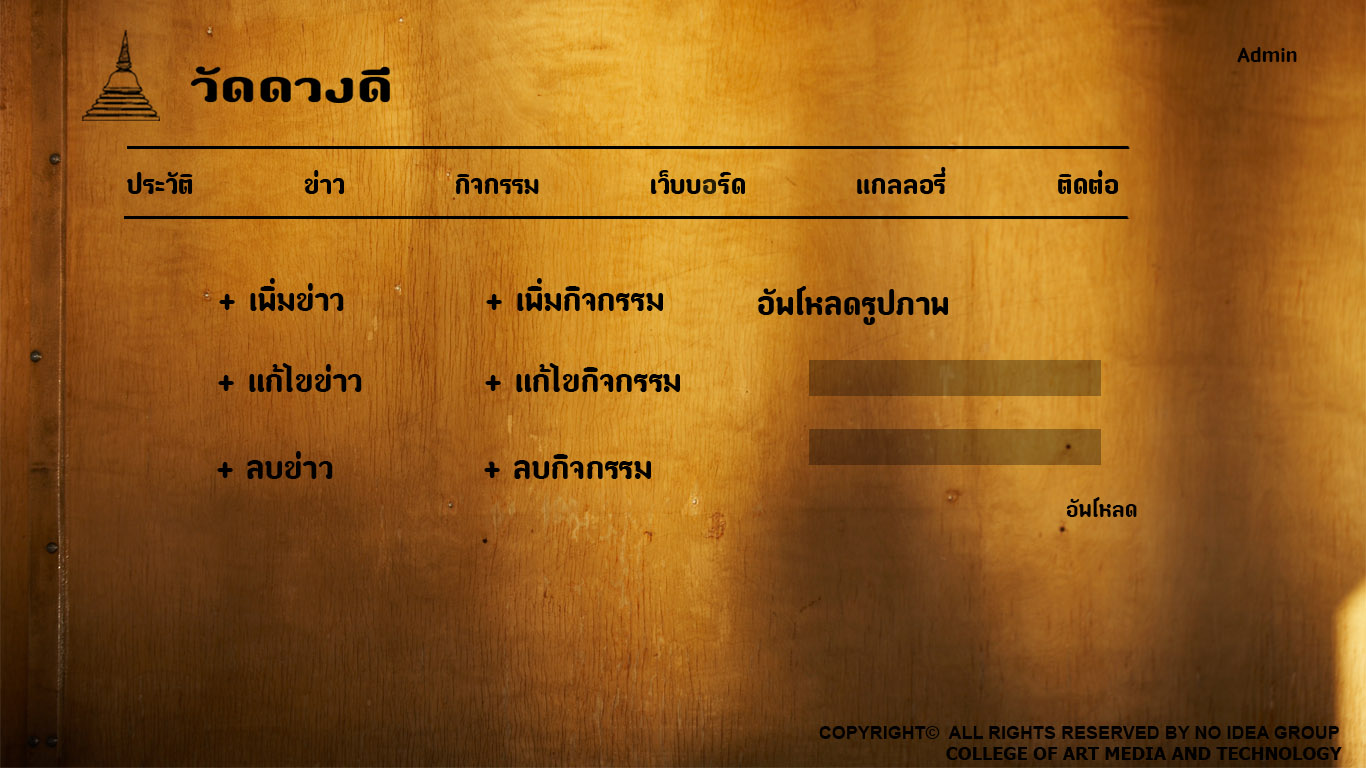 Admin
วัดดวงดี
ประวัติ ข่าว กิจกรรม เว็บบอร์ด แกลลอรี่ ติดต่อ
+ เพิ่มข่าว + เพิ่มกิจกรรม อัพโหลดรูปภาพ
+ แก้ไขข่าว + แก้ไขกิจกรรม
+ ลบข่าว + ลบกิจกรรม
อัพโหลด
COPYRIGHT© ALL RIGHTS RESERVED BY NO IDEA GROUP
COLLEGE OF ART MEDIA AND TECHNOLOGY